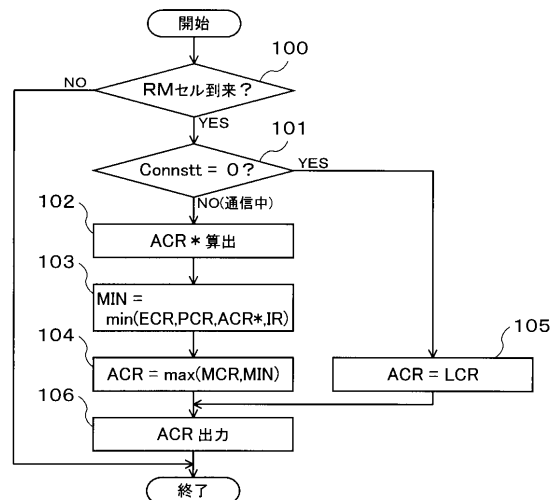 開始
100
RMセル到来?
NO
YES
101
Connstt = 0?
YES
NO(通信中)
102
ACR * 算出
103
MIN =
min(ECR,PCR,ACR*,IR)
104
ACR = max(MCR,MIN)
105
ACR = LCR
106
ACR 出力
終了